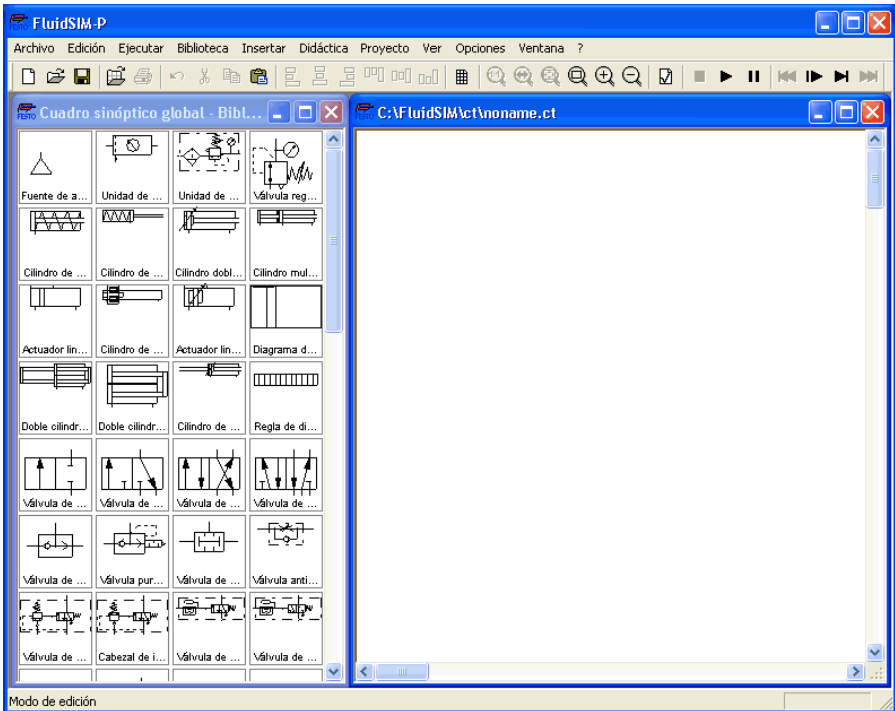 FESTO FluidSIM-P
Archivo Edición Ejecutar Biblioteca Insertar Didáctica Proyecto Ver Opciones Ventana ?
FESTO Cuadro sinóptico global - Bibl...
FESTO C:\FluidSIM\ct\noname.ct
Fuente de a... Unidad de ... Unidad de ... Válvula reg...
Cilindro de ... Cilindro de ... Cilindro dobl... Cilindro mul...
Actuador lin... Cilindro de ... Actuador lin... Diagrama d...
Doble cilindr... Doble cilindr... Cilindro de ... Regla de di...
Válvula de ... Válvula de ... Válvula de ... Válvula de ...
Válvula de ... Válvula pur... Válvula de ... Válvula anti...
Válvula de ... Cabezal de i... Válvula de ... Válvula de ...
Modo de edición